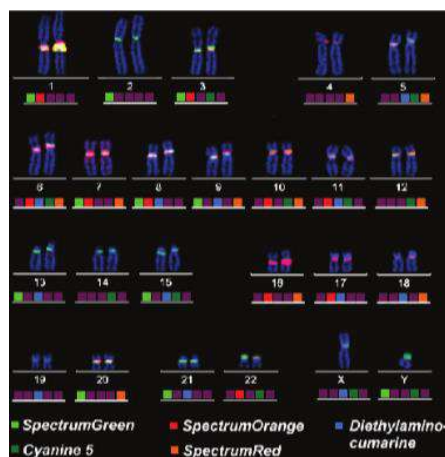 1 2 3 4 5
6 7 8 9 10 11 12
13 14 15 16 17 18
19 20 21 22 X Y
SpectrumGreen SpectrumOrange Diethylamino-
Cyanine 5 SpectrumRed cumarine